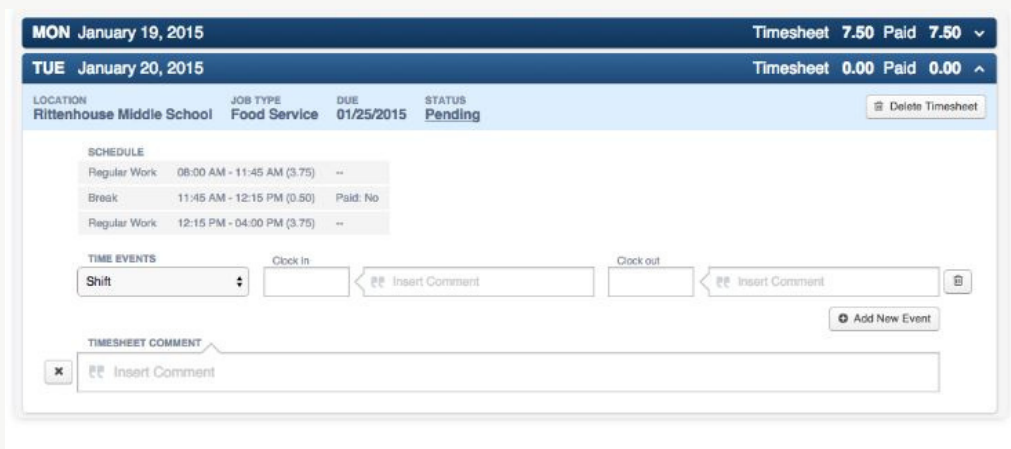 MON January 19, 2015 Timesheet 7.50 Paid 7.50
TUE January 20, 2015 Timesheet 0.00 Paid 0.00
LOCATION JOB TYPE DUE STATUS
Rittenhouse Middle School Food Service 01/25/2015 Pending
Delete Timesheet
SCHEDULE
Regular Work 08:00 AM - 11:45 AM (3.75) --
Break 11:45 AM - 12:15 PM (0.50) Paid: No
Regular Work 12:15 PM - 04:00 PM (3.75) --
TIME EVENTS Clock in Clock out
Shift Insert Comment Insert Comment
Add New Event
TIMESHEET COMMENT
Insert Comment